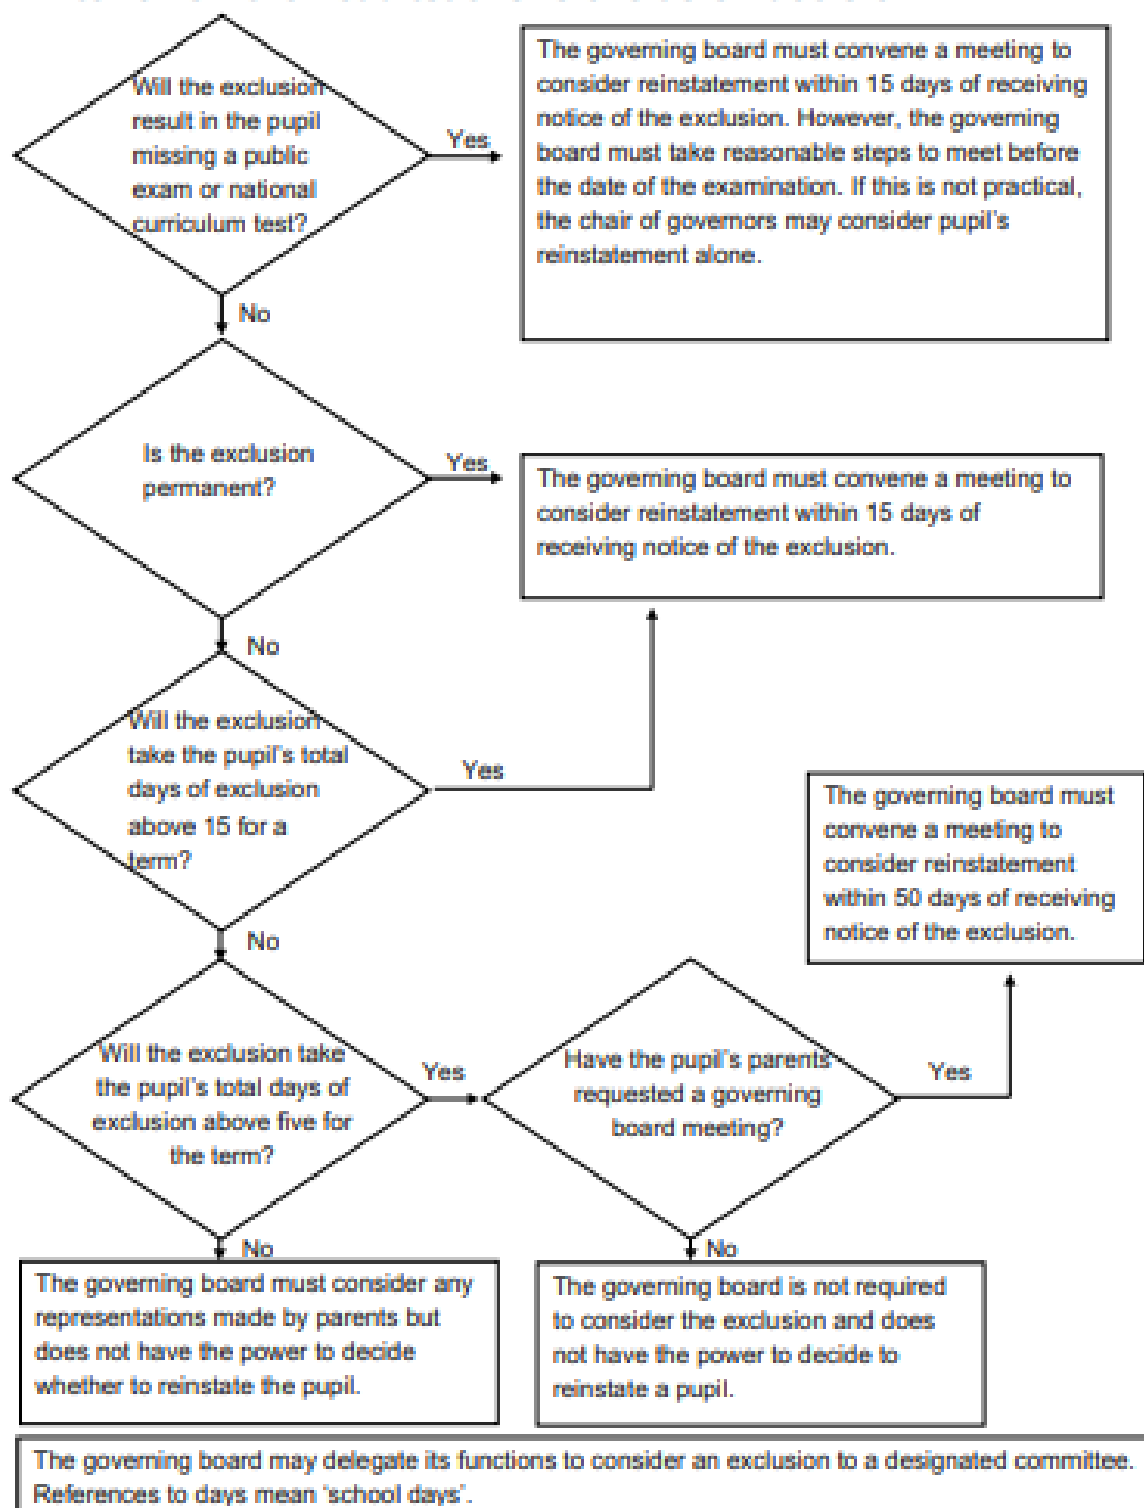 Will the exclusion
result in the pupil
missing a public
exam or national
curriculum test?
Yes
The governing board must convene a meeting to
consider reinstatement within 15 days of receiving
notice of the exclusion. However, the governing
board must take reasonable steps to meet before
the date of the examination. If this is not practical,
the chair of governors may consider pupil's
reinstatement alone.
No
Is the exclusion
permanent?
Yes
The governing board must convene a meeting to
consider reinstatement within 15 days of
receiving notice of the exclusion.
No
Will the exclusion
take the pupil's total
days of exclusion
above 15 for a
term?
Yes
The governing board must
convene a meeting to
consider reinstatement
within 50 days of receiving
notice of the exclusion.
No
Will the exclusion take
the pupil's total days of
exclusion above five for
the term?
Yes
Have the pupil's parents
requested a governing
board meeting?
Yes
No
The governing board must consider any
representations made by parents but
does not have the power to decide
whether to reinstate the pupil.
No
The governing board is not required
to consider the exclusion and does
not have the power to decide to
reinstate a pupil.
The governing board may delegate its functions to consider an exclusion to a designated committee.
References to days mean 'school days'.